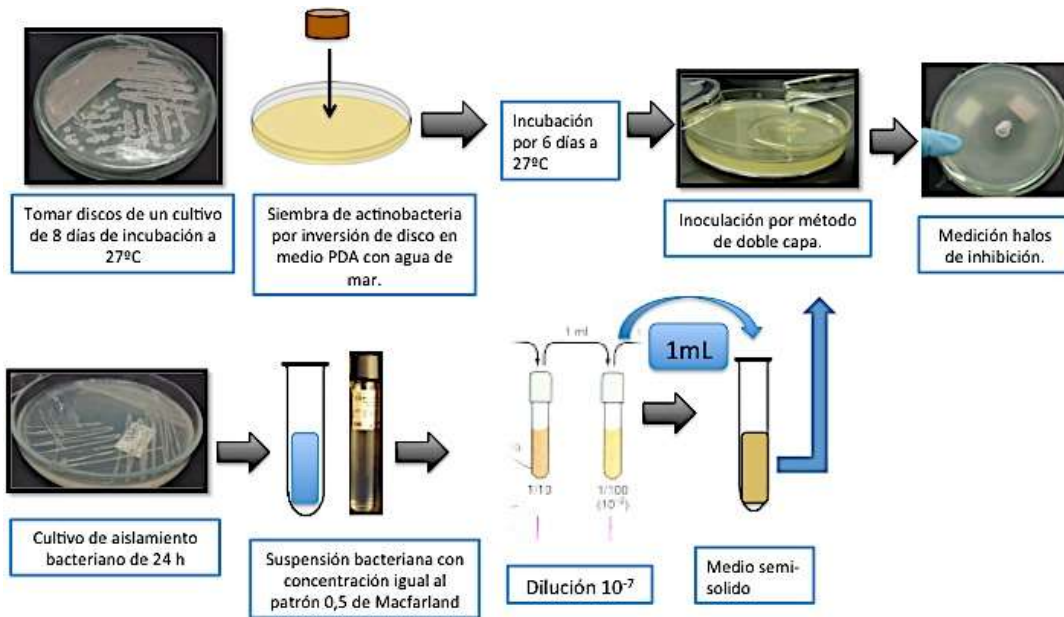 Tomar discos de un cultivo
de 8 días de incubación a
27ºC
Siembra de actinobacteria
por inversión de disco en
medio PDA con agua de
mar.
Incubación
por 6 días a
27ºC
Inoculación por método
de doble capa.
Medición halos
de inhibición.
Cultivo de aislamiento
bacteriano de 24 h
Suspensión bacteriana con
concentración igual al
patrón 0,5 de Macfarland
1 ml
1mL
1/10
1/100
(10⁻²)
Dilución 10⁻⁷
Medio semi-
solido